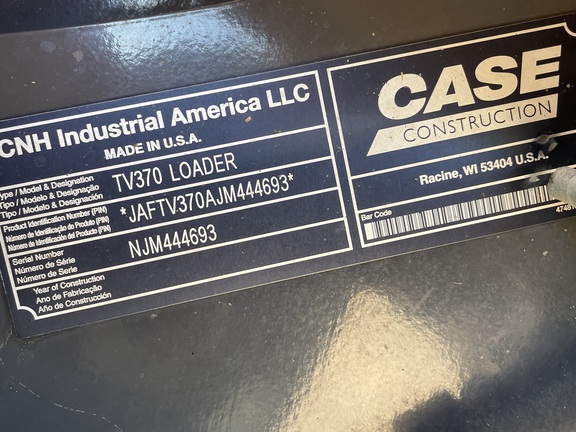 CNH Industrial America LLC
MADE IN U.S.A.
Type / Model & Designation
Tipo / Modelo & Designação
Tipo / Modelo & Designación
TV370 LOADER
Product Identification Number (PIN)
Número de Identificação do Produto (PIN)
Número de Identificación del Producto (PIN)
*JAFTV370AJM444693*
Serial Number
Número de Série
Número de Serie
NJM444693
Year of Construction
Ano de Fabricação
Año de Construcción
CASE
CONSTRUCTION
Racine, WI 53404 U.S.A.
Bar Code